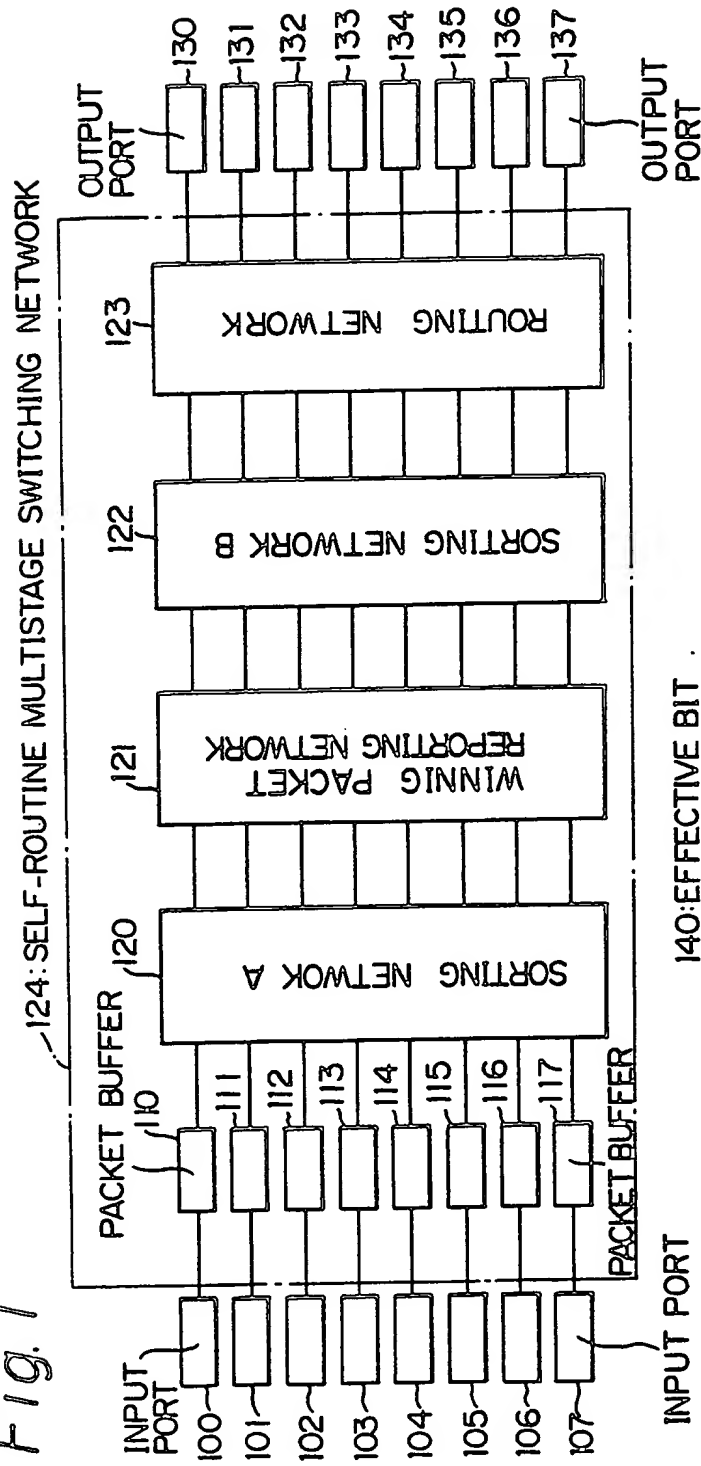 Fig. 1
124: SELF-ROUTINE MULTISTAGE SWITCHING NETWORK
INPUT
PORT
100
101
102
103
104
105
106
107
INPUT PORT
PACKET BUFFER
110
111
112
113
114
115
116
117
PACKET BUFFER
120
SORTING NETWOK A
121
WINNIG PACKET
REPORTING NETWORK
122
SORTING NETWORK B
123
ROUTING NETWORK
OUTPUT
PORT
130
131
132
133
134
135
136
137
OUTPUT
PORT
140: EFFECTIVE BIT .